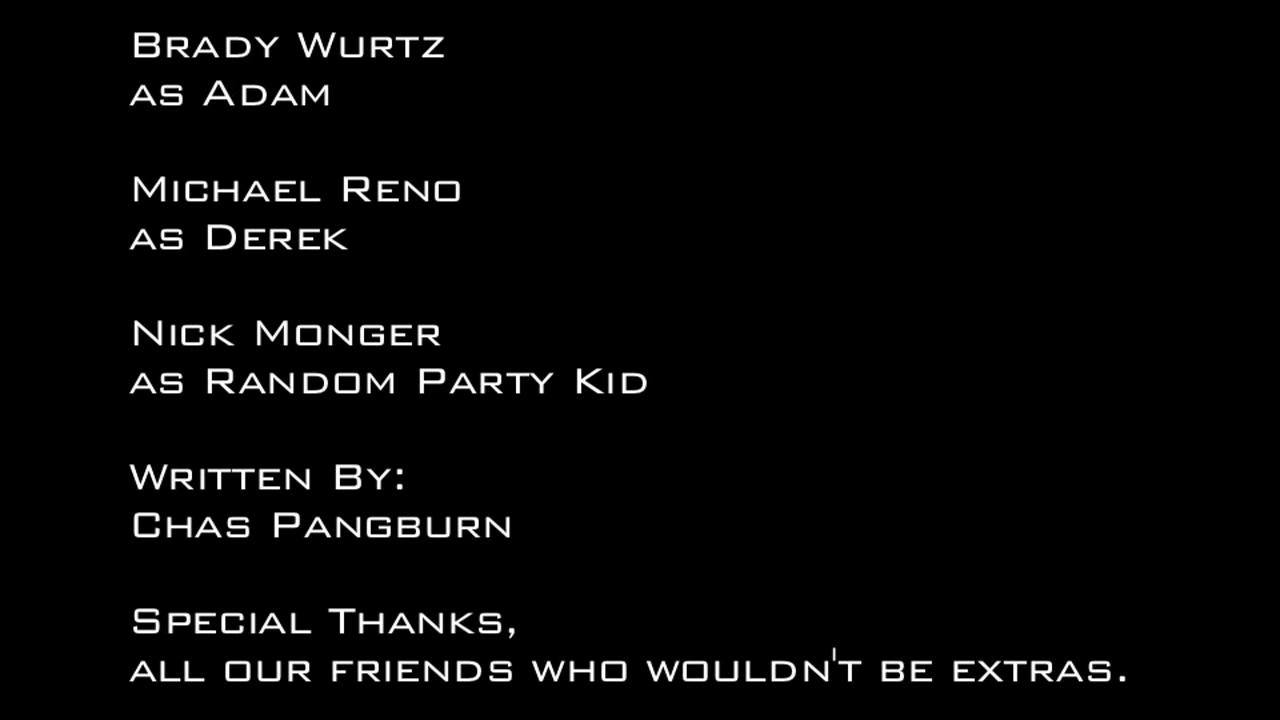 Brady Wurtz
as Adam
Michael Reno
as Derek
Nick Monger
as Random Party Kid
Written By:
Chas Pangburn
Special Thanks,
all our friends who wouldn't be extras.